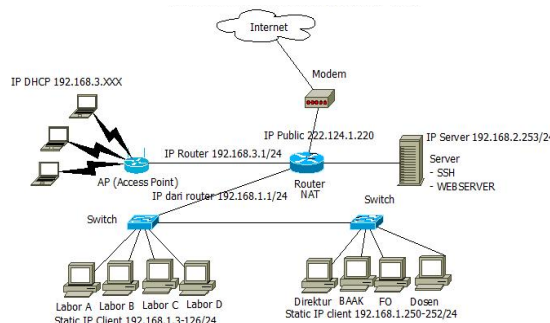 Internet
Modem
IP DHCP 192.168.3.XXX
IP Public 222.124.1.220
IP Server 192.168.2.253/24
IP Router 192.168.3.1/24
Server
- SSH
- WEBSERVER
AP (Access Point)
Router
NAT
IP dari router 192.168.1.1/24
Switch
Switch
Labor A
Labor B
Labor C
Labor D
Static IP Client 192.168.1.3-126/24
Direktur
BAAK
FO
Dosen
Static IP client 192.168.1.250-252/24